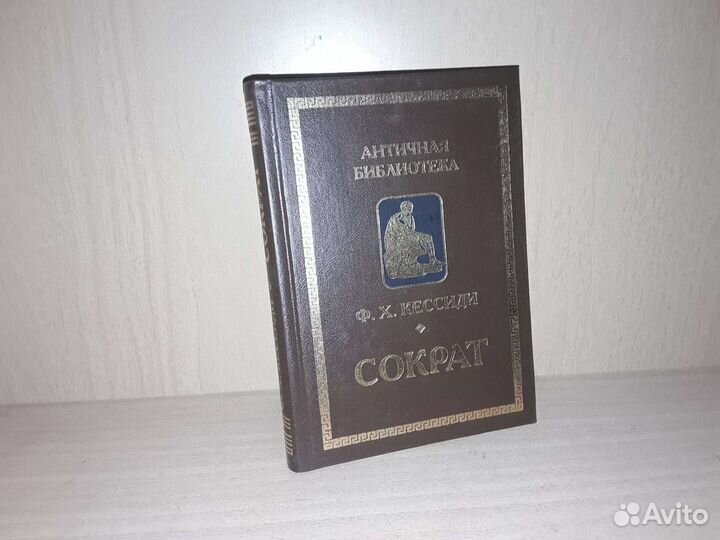 АНТИЧНАЯ
БИБЛИОТЕКА
Ф. Х. КЕССИДИ
СОКРАТ
Avito